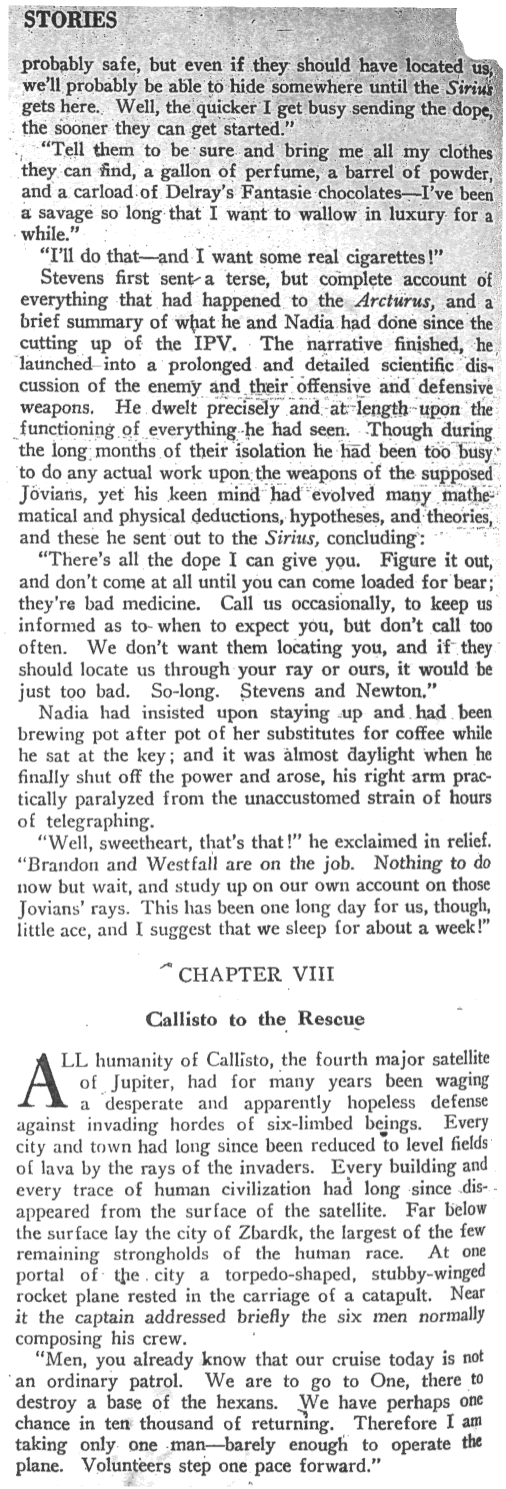 STORIES
probably safe, but even if they should have located us,
we'll probably be able to hide somewhere until the Sirius
gets here. Well, the quicker I get busy sending the dope,
the sooner they can get started."
"Tell them to be sure and bring me all my clothes
they can find, a gallon of perfume, a barrel of powder,
and a carload of Delray's Fantasie chocolates—I've been
a savage so long that I want to wallow in luxury for a
while."
"I'll do that—and I want some real cigarettes!"
Stevens first sent a terse, but complete account of
everything that had happened to the Arcturus, and a
brief summary of what he and Nadia had done since the
cutting up of the IPV. The narrative finished, he
launched into a prolonged and detailed scientific dis-
cussion of the enemy and their offensive and defensive
weapons. He dwelt precisely and at length upon the
functioning of everything he had seen. Though during
the long months of their isolation he had been too busy
to do any actual work upon the weapons of the supposed
Jovians, yet his keen mind had evolved many mathe-
matical and physical deductions, hypotheses, and theories,
and these he sent out to the Sirius, concluding:
"There's all the dope I can give you. Figure it out,
and don't come at all until you can come loaded for bear;
they're bad medicine. Call us occasionally, to keep us
informed as to when to expect you, but don't call too
often. We don't want them locating you, and if they
should locate us through your ray or ours, it would be
just too bad. So-long. Stevens and Newton."
Nadia had insisted upon staying up and had been
brewing pot after pot of her substitutes for coffee while
he sat at the key; and it was almost daylight when he
finally shut off the power and arose, his right arm prac-
tically paralyzed from the unaccustomed strain of hours
of telegraphing.
"Well, sweetheart, that's that!" he exclaimed in relief.
"Brandon and Westfall are on the job. Nothing to do
now but wait, and study up on our own account on those
Jovians' rays. This has been one long day for us, though,
little ace, and I suggest that we sleep for about a week!"
CHAPTER VIII
Callisto to the Rescue
ALL humanity of Callisto, the fourth major satellite
of Jupiter, had for many years been waging
a desperate and apparently hopeless defense
against invading hordes of six-limbed beings. Every
city and town had long since been reduced to level fields
of lava by the rays of the invaders. Every building and
every trace of human civilization had long since dis-
appeared from the surface of the satellite. Far below
the surface lay the city of Zbardk, the largest of the few
remaining strongholds of the human race. At one
portal of the city a torpedo-shaped, stubby-winged
rocket plane rested in the carriage of a catapult. Near
it the captain addressed briefly the six men normally
composing his crew.
"Men, you already know that our cruise today is not
an ordinary patrol. We are to go to One, there to
destroy a base of the hexans. We have perhaps one
chance in ten thousand of returning. Therefore I am
taking only one man—barely enough to operate the
plane. Volunteers step one pace forward."